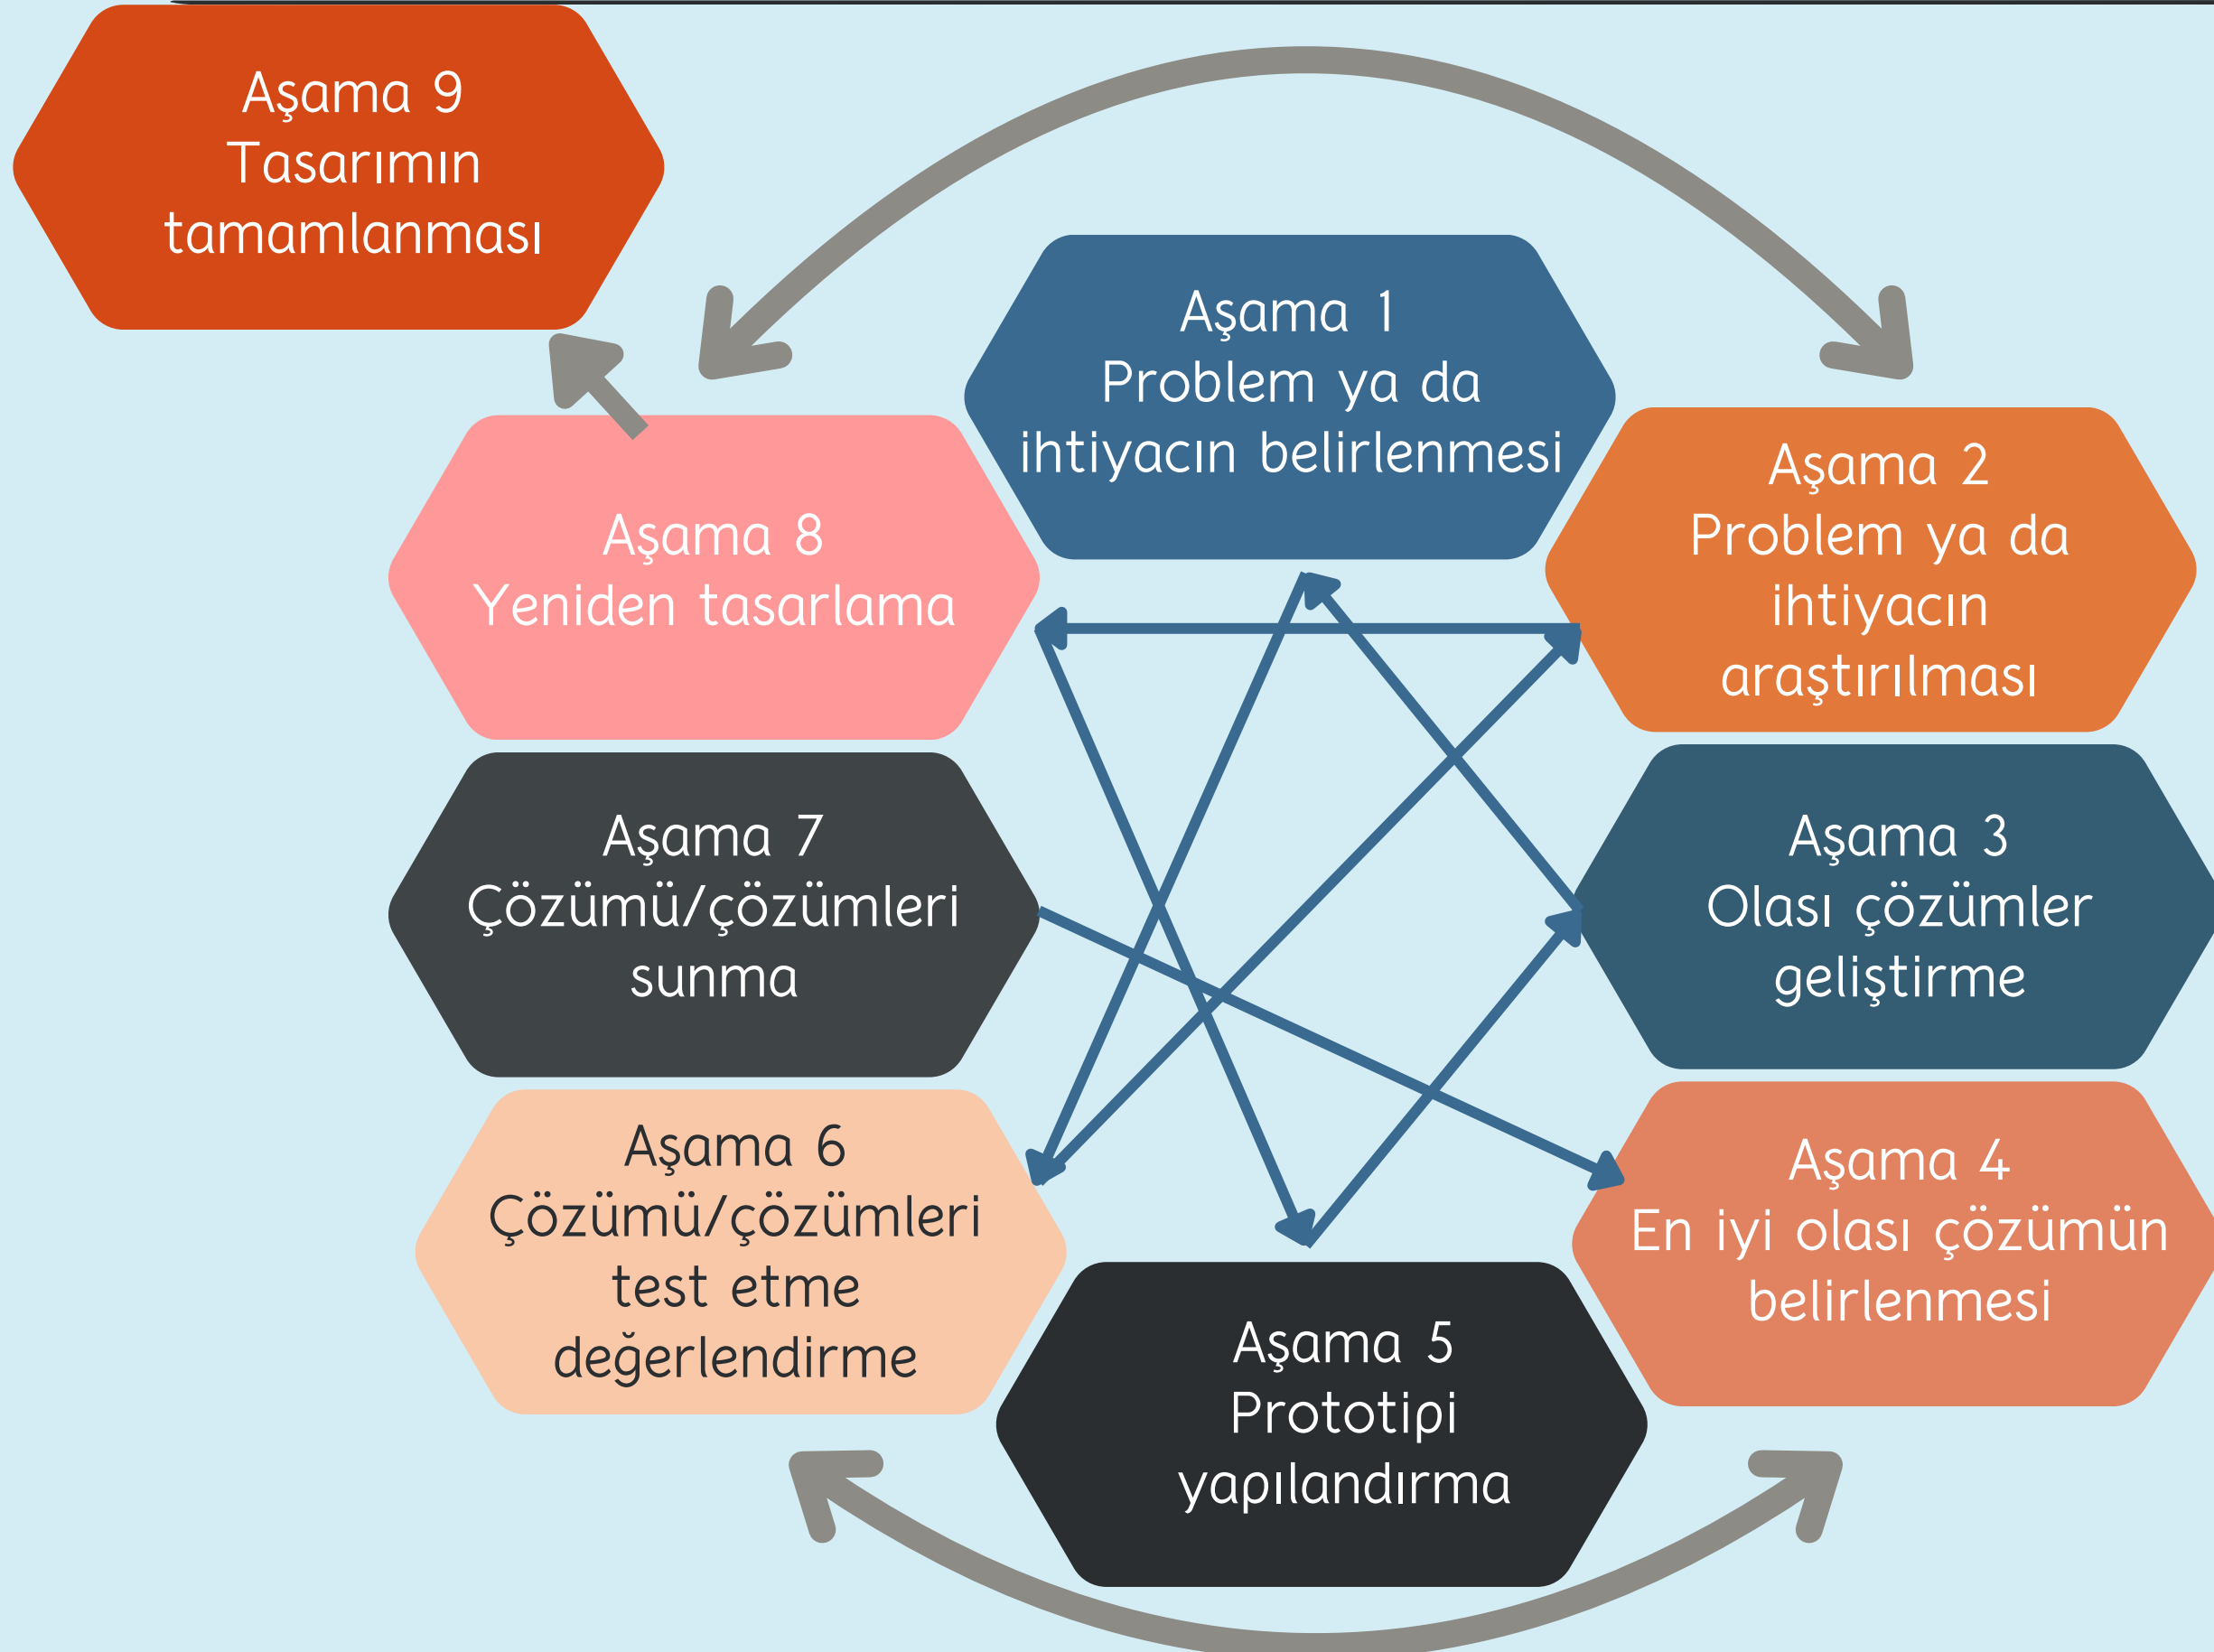 Aşama 9
Tasarımın
tamamlanması
Aşama 1
Problem ya da
ihtiyacın belirlenmesi
Aşama 2
Problem ya da
ihtiyacın
araştırılması
Aşama 8
Yeniden tasarlama
Aşama 7
Çözümü/çözümleri
sunma
Aşama 3
Olası çözümler
geliştirme
Aşama 6
Çözümü/çözümleri
test etme
değerlendirme
Aşama 4
En iyi olası çözümün
belirlenmesi
Aşama 5
Prototipi
yapılandırma